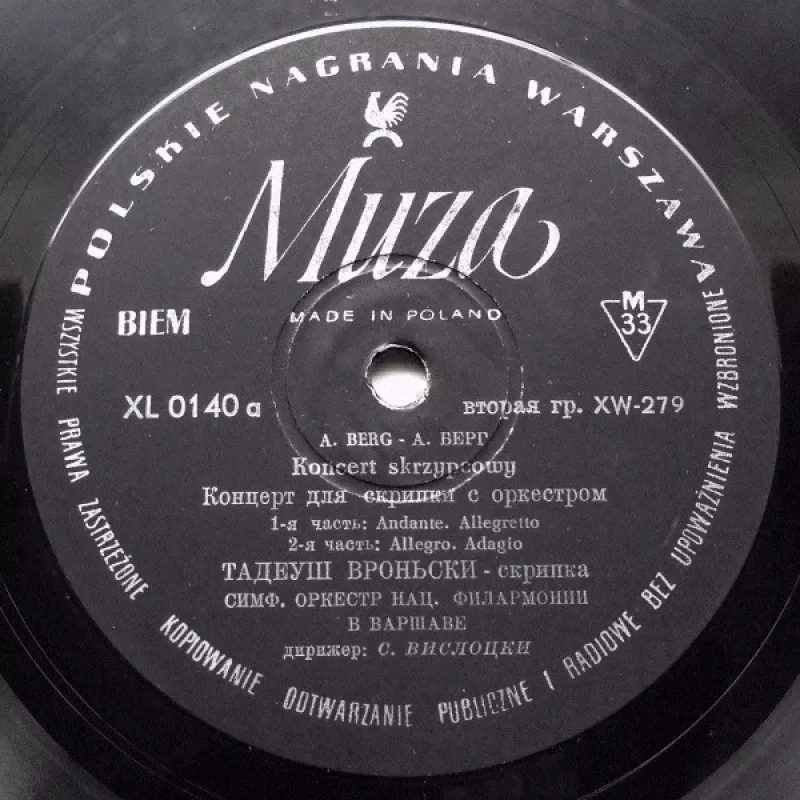 POLSKIE NAGRANIA WARSZAWA
Muza
MADE IN POLAND
BIEM
M
33
XL 0140 a
вторая гр. XW-279
A. BERG - А. БЕРГ
Koncert skrzypcowy
Концерт для скрипки с оркестром
1-я часть: Andante. Allegretto
2-я часть: Allegro. Adagio
ТАДЕУШ ВРОНЬСКИ - скрипка
СИМФ. ОРКЕСТР НАЦ. ФИЛАРМОНИИ
В ВАРШАВЕ
дирижер: С. ВИСЛОЦКИ
WSZYSTKIE PRAWA ZASTRZEŻONE KOPIOWANIE ODTWARZANIE PUBLICZNE I RADIOWE BEZ UPOWAŻNIENIA WZBRONIONE